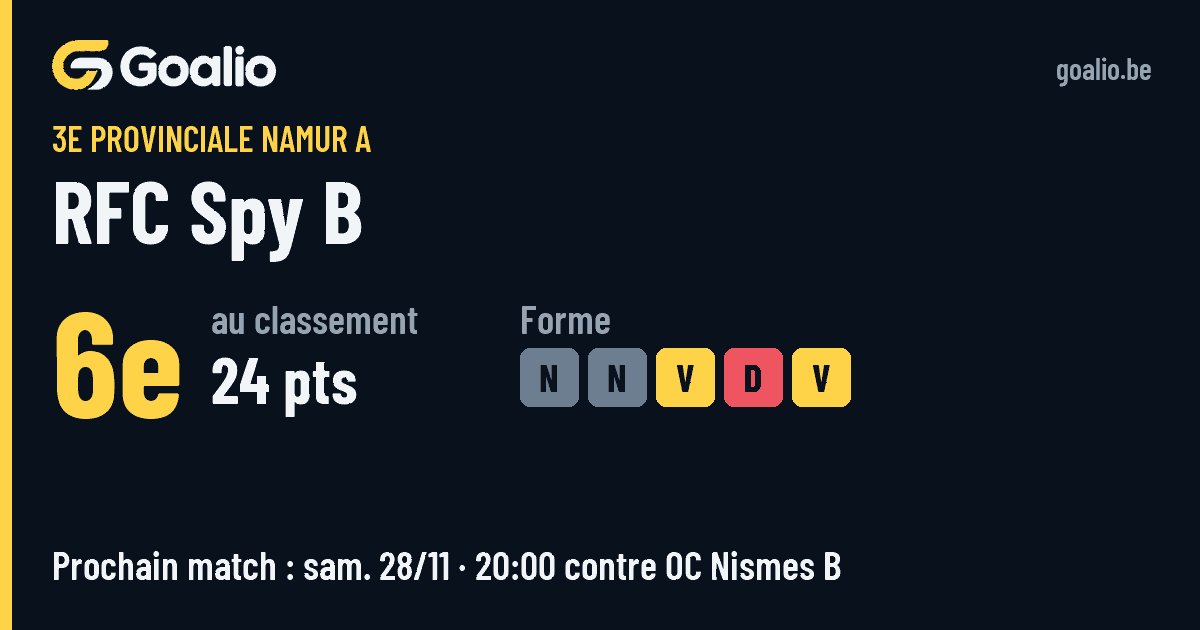 Goalio
goalio.be
3E PROVINCIALE NAMUR A
RFC Spy B
6e
au classement
24 pts
Forme
N N V D V
Prochain match : sam. 28/11 · 20:00 contre OC Nismes B